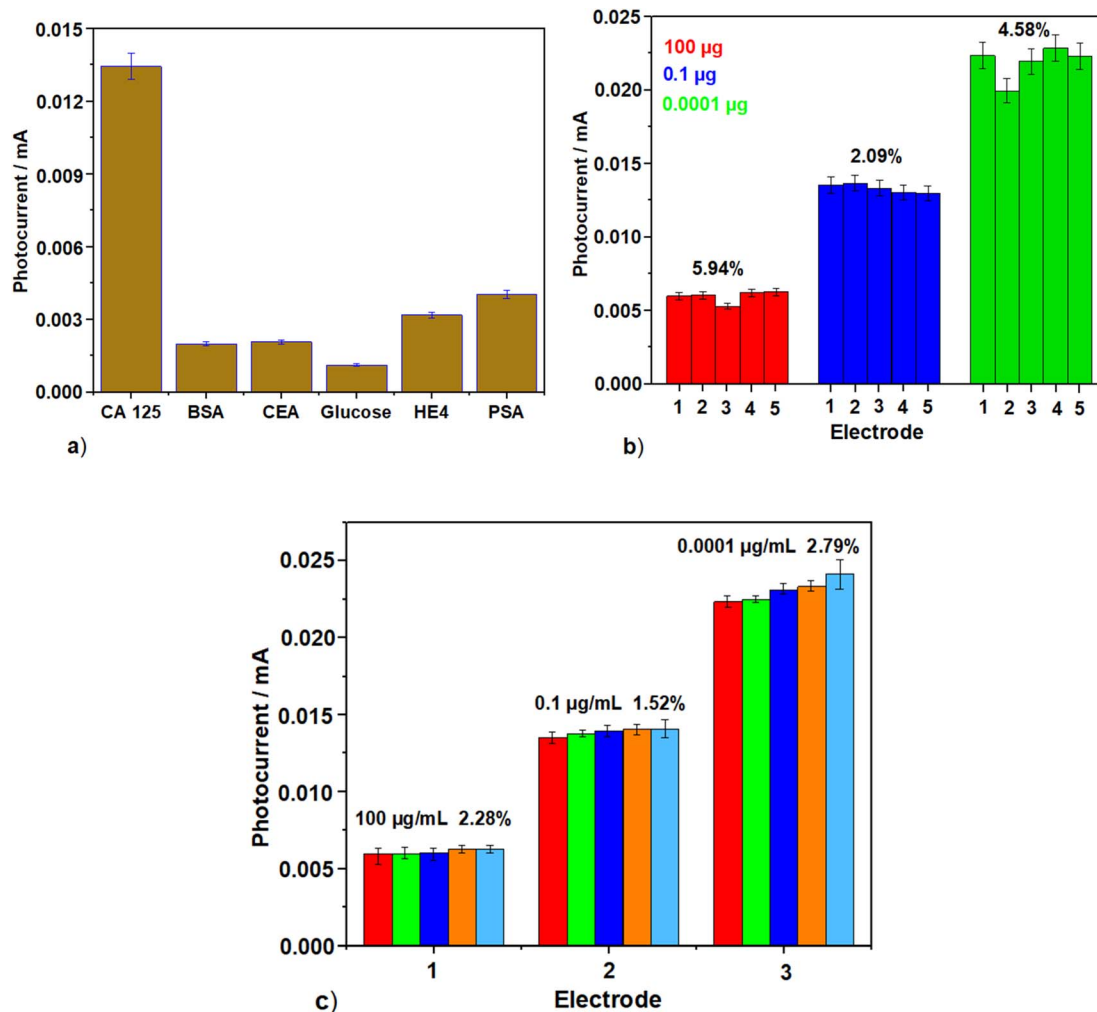 0.015
0.012
0.009
0.006
0.003
0.000
Photocurrent / mA
CA 125 BSA CEA Glucose HE4 PSA
a)
0.025
0.020
0.015
0.010
0.005
0.000
Photocurrent / mA
100 µg
0.1 µg
0.0001 µg
5.94%
2.09%
4.58%
1 2 3 4 5 1 2 3 4 5 1 2 3 4 5
Electrode
b)
0.025
0.020
0.015
0.010
0.005
0.000
Photocurrent / mA
100 µg/mL 2.28%
0.1 µg/mL 1.52%
0.0001 µg/mL 2.79%
1 2 3
Electrode
c)